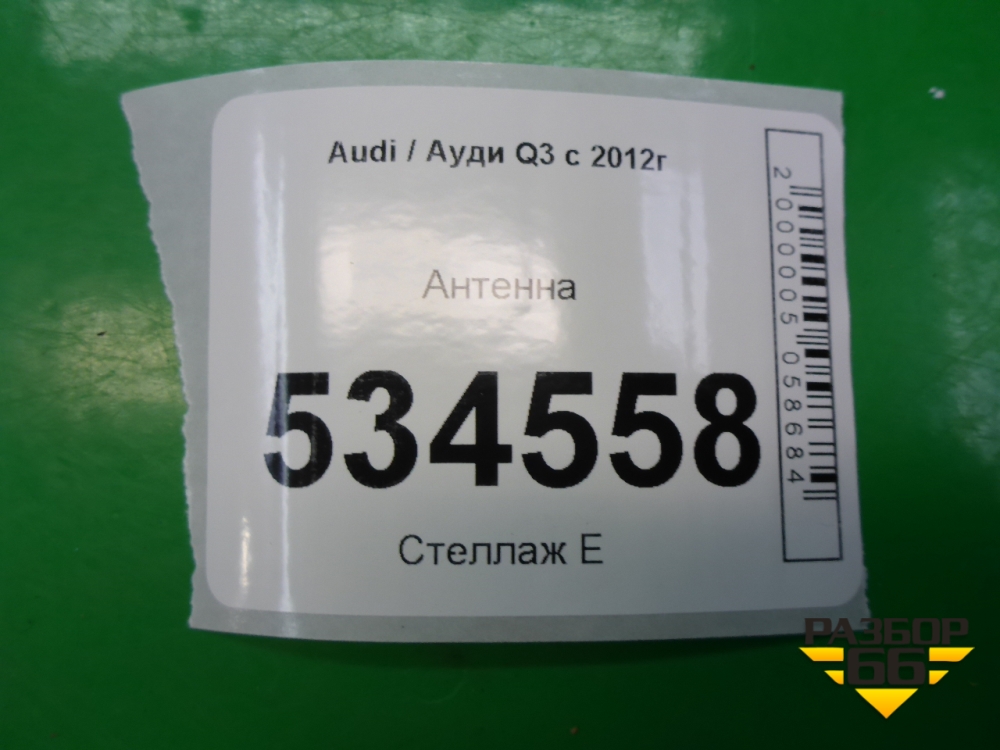 Audi / Ауди Q3 с 2012г
Антенна
534558
Стеллаж Е
2000005058684
РАЗБОР
66